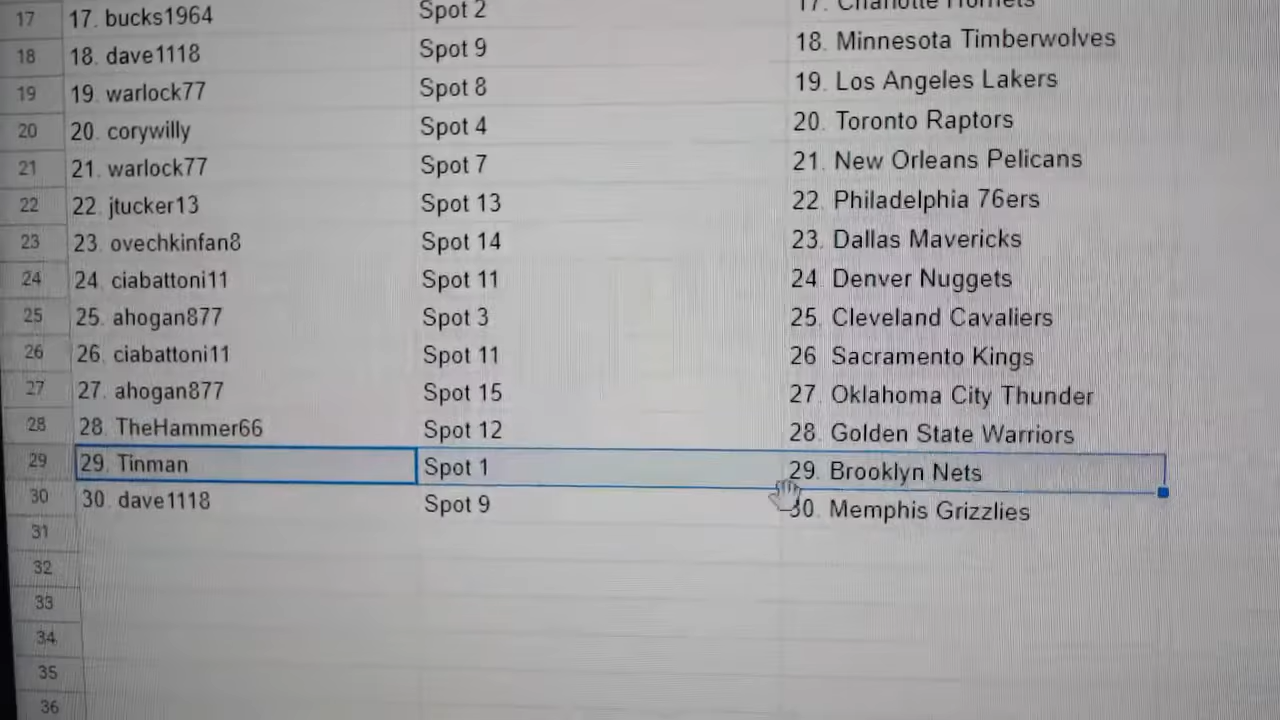 17 17. bucks1964 Spot 2 17. Charlotte Hornets
18 18. dave1118 Spot 9 18. Minnesota Timberwolves
19 19. warlock77 Spot 8 19. Los Angeles Lakers
20 20. corywilly Spot 4 20. Toronto Raptors
21 21. warlock77 Spot 7 21. New Orleans Pelicans
22 22. jtucker13 Spot 13 22. Philadelphia 76ers
23 23. ovechkinfan8 Spot 14 23. Dallas Mavericks
24 24. ciabattoni11 Spot 11 24. Denver Nuggets
25 25. ahogan877 Spot 3 25. Cleveland Cavaliers
26 26. ciabattoni11 Spot 11 26 Sacramento Kings
27 27. ahogan877 Spot 15 27. Oklahoma City Thunder
28 28. TheHammer66 Spot 12 28. Golden State Warriors
29 29. Tinman Spot 1 29. Brooklyn Nets
30 30. dave1118 Spot 9 30. Memphis Grizzlies
31
32
33
34
35
36